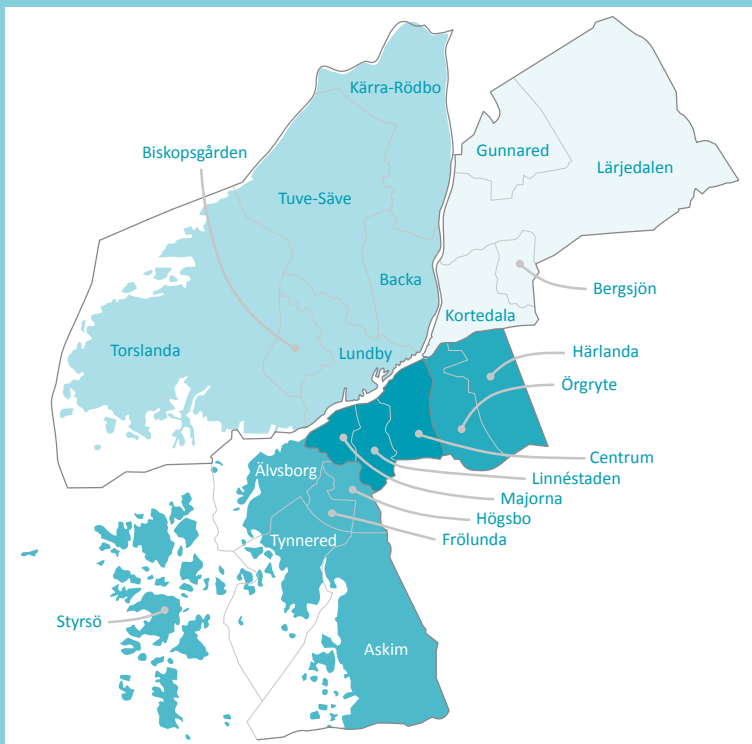 Kärra-Rödbo
Gunnared
Biskopsgården
Lärjedalen
Tuve-Säve
Backa
Bergsjön
Kortedala
Torslanda
Lundby
Härlanda
Örgryte
Centrum
Älvsborg
Linnéstaden
Majorna
Högsbo
Tynnered
Frölunda
Styrsö
Askim